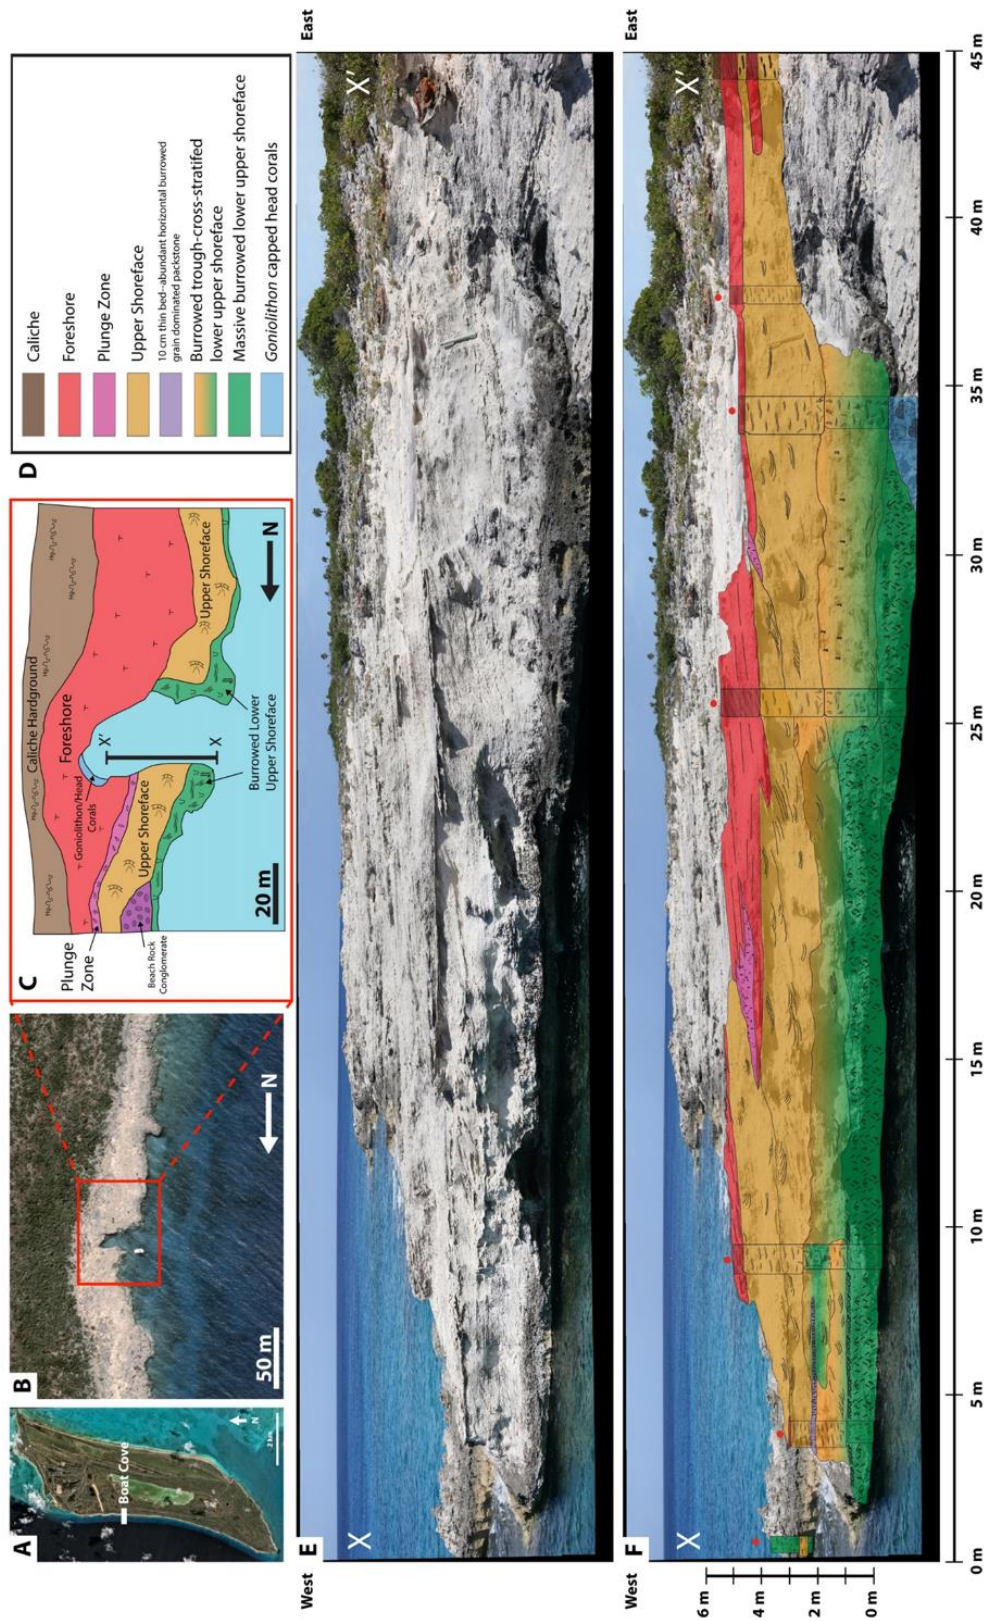 A
Boat Cove
N
2 km
B
50 m
N
C
Plunge
Zone
Caliche Hardground
Foreshore
Goniolithon/Head
Corals
X'
X
Upper Shoreface
Upper Shoreface
Beach Rock
Conglomerate
Burrowed Lower
Upper Shoreface
20 m
N
D
Caliche
Foreshore
Plunge Zone
Upper Shoreface
10 cm thin bed--abundant horizontal burrowed
grain dominated packstone
Burrowed trough-cross-stratifed
lower upper shoreface
Massive burrowed lower upper shoreface
Goniolithon capped head corals
West
East
E
X
X'
West
East
F
X
X'
6 m
4 m
2 m
0 m
0 m
5 m
10 m
15 m
20 m
25 m
30 m
35 m
40 m
45 m